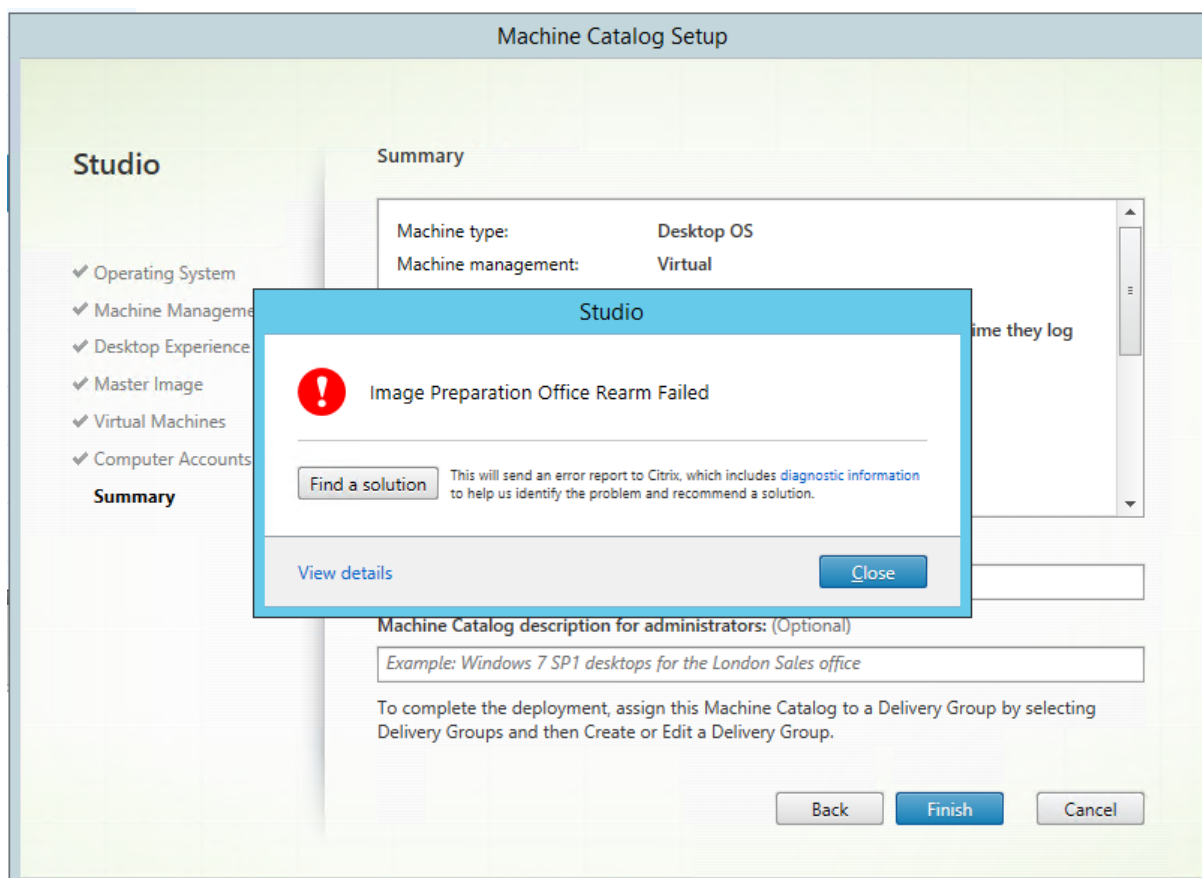 Machine Catalog Setup
Studio
✔ Operating System
✔ Machine Manageme
✔ Desktop Experience
✔ Master Image
✔ Virtual Machines
✔ Computer Accounts
Summary
Summary
Machine type: Desktop OS
Machine management: Virtual
ime they log
Studio
Image Preparation Office Rearm Failed
Find a solution
This will send an error report to Citrix, which includes diagnostic information
to help us identify the problem and recommend a solution.
View details
Close
Machine Catalog description for administrators: (Optional)
Example: Windows 7 SP1 desktops for the London Sales office
To complete the deployment, assign this Machine Catalog to a Delivery Group by selecting
Delivery Groups and then Create or Edit a Delivery Group.
Back
Finish
Cancel